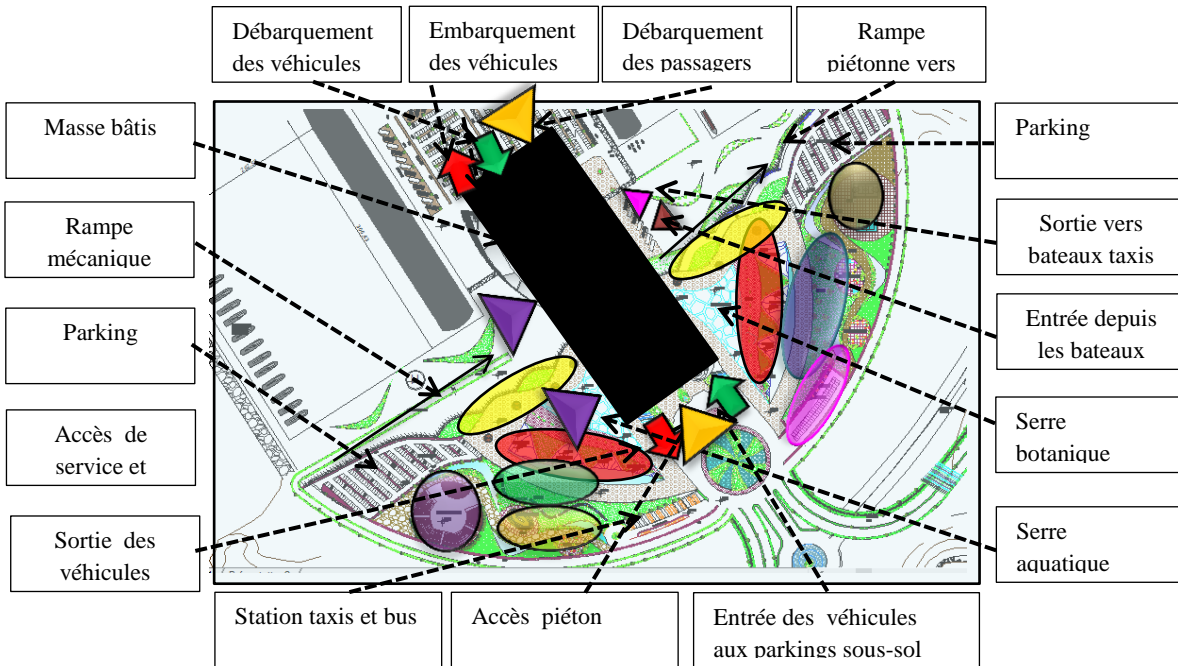 Débarquement
des véhicules
Embarquement
des véhicules
Débarquement
des passagers
Rampe
piétonne vers
Masse bâtis
Parking
Rampe
mécanique
Sortie vers
bateaux taxis
Parking
Entrée depuis
les bateaux
Accès de
service et
Serre
botanique
Sortie des
véhicules
Serre
aquatique
Station taxis et bus
Accès piéton
Entrée des véhicules
aux parkings sous-sol